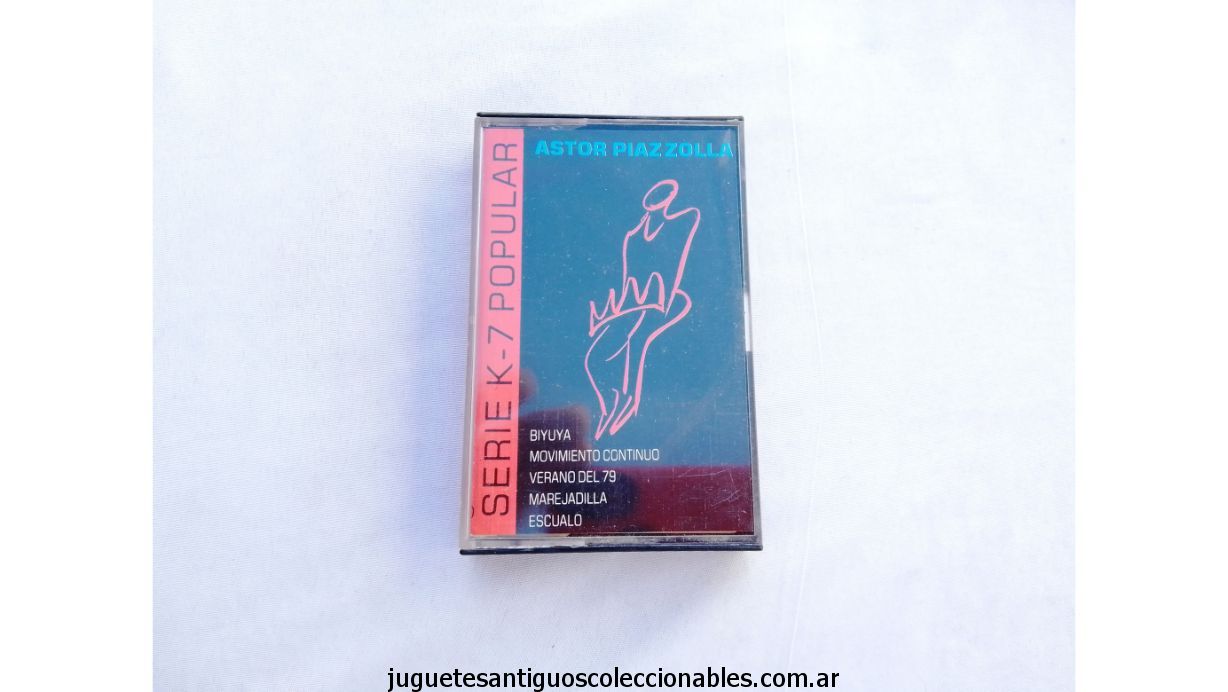 ASTOR PIAZZOLLA
SERIE K-7 POPULAR
BIYUYA
MOVIMIENTO CONTINUO
VERANO DEL 79
MAREJADILLA
ESCUALO
juguetesantiguoscoleccionables.com.ar